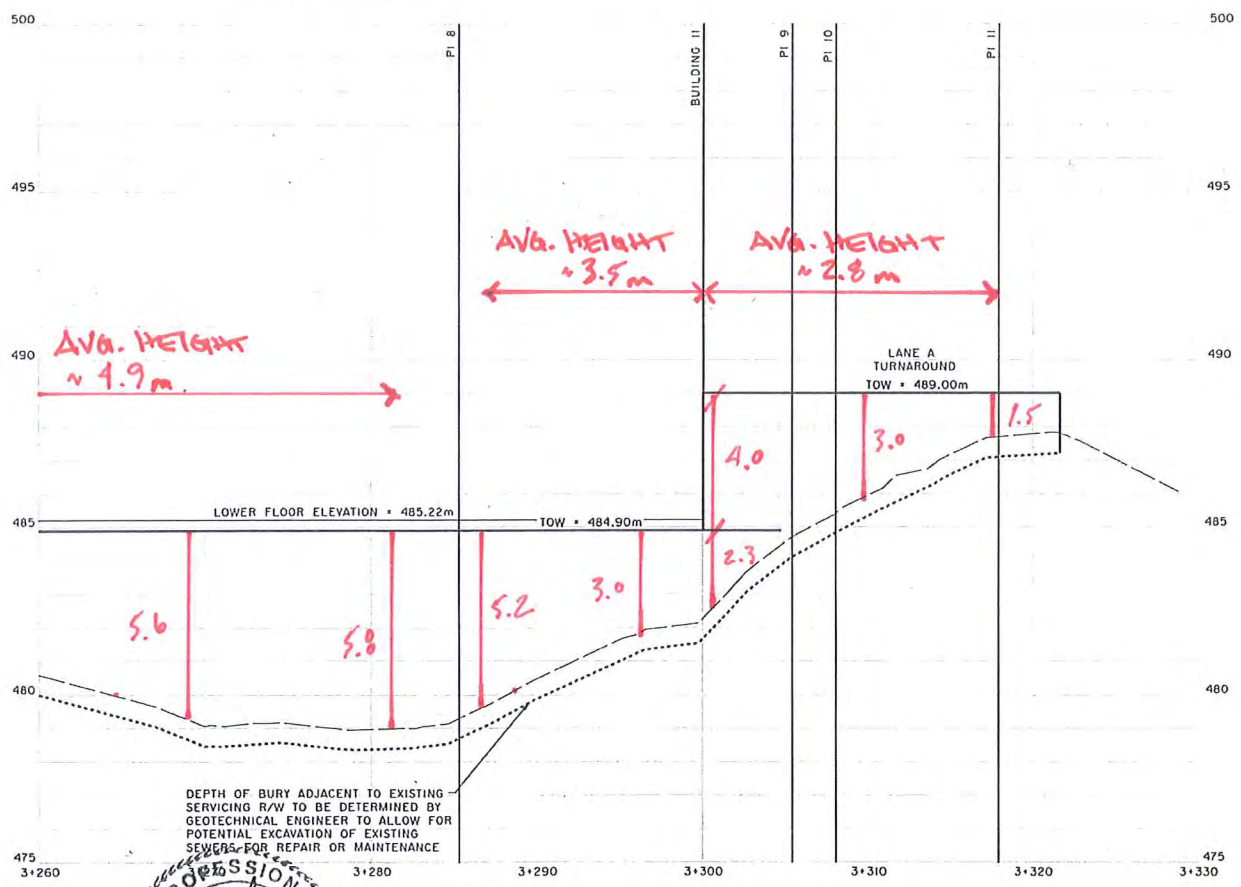 500
500
PI 8
BUILDING 11
PI 9
PI 10
PI 11
495
495
AVG. HEIGHT
~ 3.5 m
AVG. HEIGHT
~ 2.8 m
490
490
AVG. HEIGHT
~ 4.9 m
LANE A
TURNAROUND
TOW = 489.00m
4.0
3.0
1.5
485
485
LOWER FLOOR ELEVATION = 485.22m
TOW = 484.90m
5.6
5.8
5.2
3.0
2.3
480
480
DEPTH OF BURY ADJACENT TO EXISTING
SERVICING R/W TO BE DETERMINED BY
GEOTECHNICAL ENGINEER TO ALLOW FOR
POTENTIAL EXCAVATION OF EXISTING
SEWERS FOR REPAIR OR MAINTENANCE
475
475
3+260
3+290
3+300
3+310
3+320
3+330